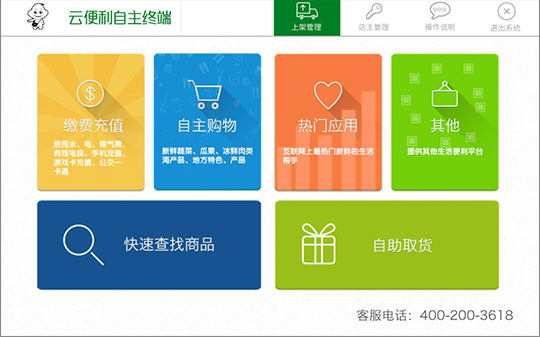 云便利自主终端
上架管理
店主管理
操作说明
退出系统
缴费充值
居民水、电、煤气费、
有线电视、手机充值、
游戏卡充值、公交一
卡通
自主购物
新鲜蔬菜、瓜果、冰鲜肉类
海产品、地方特色、产品
热门应用
互联网上最热门新鲜的生活
帮手
其他
提供其他生活便利平台
快速查找商品
自助取货
客服电话：400-200-3618